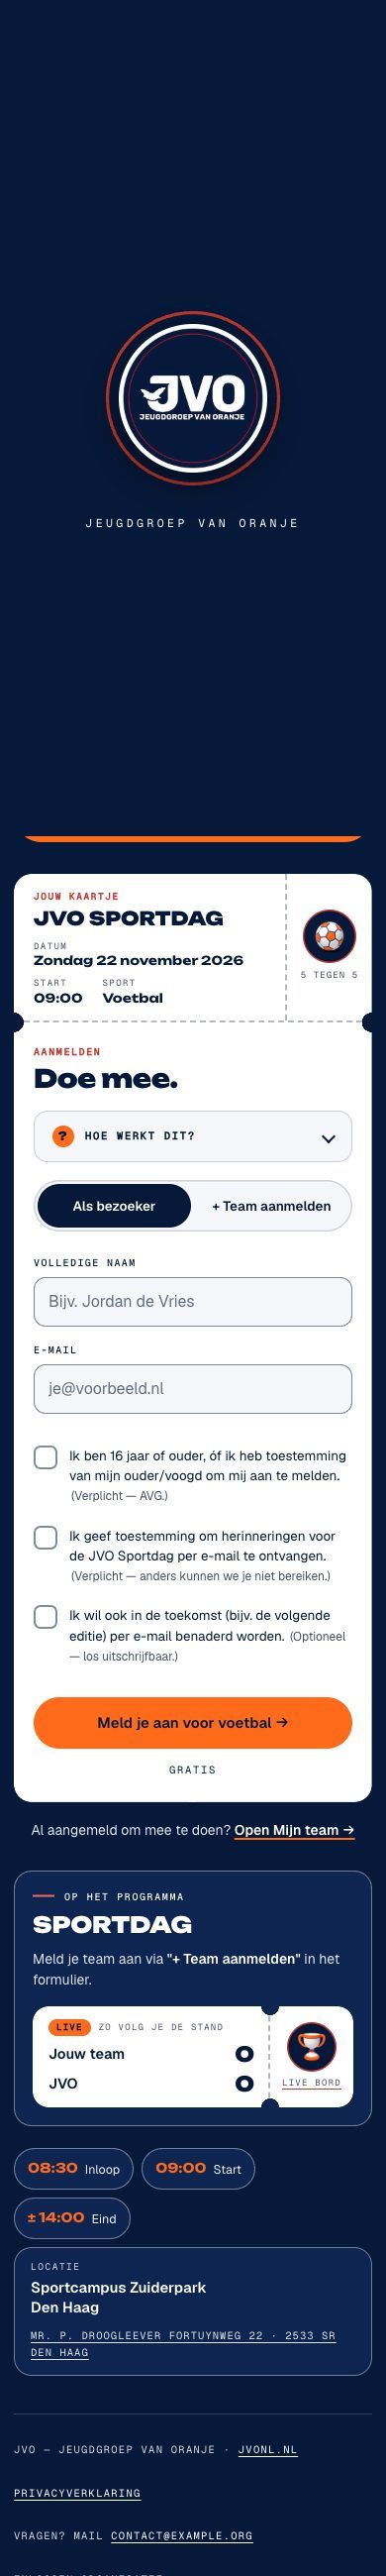 JVO
JEUGDGROEP VAN ORANJE
JEUGDGROEP VAN ORANJE
JOUW KAARTJE
JVO SPORTDAG
DATUM
Zondag 22 november 2026
START
SPORT
09:00
Voetbal
5 TEGEN 5
AANMELDEN
Doe mee.
? HOE WERKT DIT?
Als bezoeker
+ Team aanmelden
VOLLEDIGE NAAM
Bijv. Jordan de Vries
E-MAIL
je@voorbeeld.nl
Ik ben 16 jaar of ouder, óf ik heb toestemming
van mijn ouder/voogd om mij aan te melden.
(Verplicht — AVG.)
Ik geef toestemming om herinneringen voor
de JVO Sportdag per e-mail te ontvangen.
(Verplicht — anders kunnen we je niet bereiken.)
Ik wil ook in de toekomst (bijv. de volgende
editie) per e-mail benaderd worden. (Optioneel
— los uitschrijfbaar.)
Meld je aan voor voetbal →
GRATIS
Al aangemeld om mee te doen? Open Mijn team →
OP HET PROGRAMMA
SPORTDAG
Meld je team aan via "+ Team aanmelden" in het
formulier.
LIVE ZO VOLG JE DE STAND
Jouw team 0
JVO 0
LIVE BORD
08:30 Inloop
09:00 Start
± 14:00 Eind
LOCATIE
Sportcampus Zuiderpark
Den Haag
MR. P. DROOGLEEVER FORTUYNWEG 22 · 2533 SR
DEN HAAG
JVO — JEUGDGROEP VAN ORANJE · JVONL.NL
PRIVACYVERKLARING
VRAGEN? MAIL CONTACT@EXAMPLE.ORG